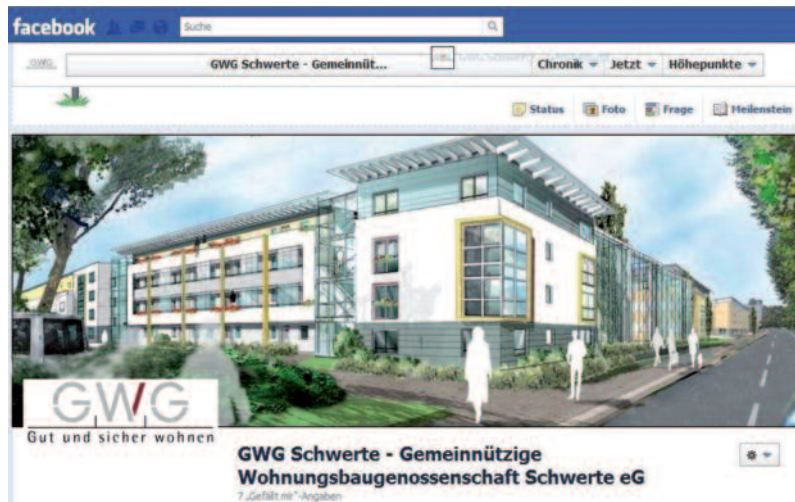 facebook
Suche
GWG
GWG Schwerte - Gemeinnüt...
Chronik Jetzt Höhepunkte
Status Foto Frage Meilenstein
GWG
Gut und sicher wohnen
GWG Schwerte - Gemeinnützige
Wohnungsbaugenossenschaft Schwerte eG
7 „Gefällt mir“-Angaben